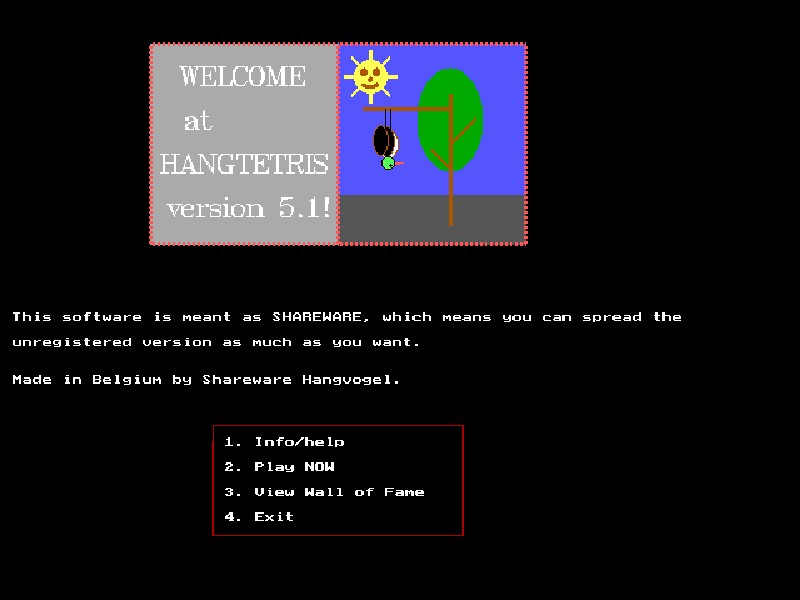 WELCOME
at
HANGTETRIS
version 5.1!
This software is meant as SHAREWARE, which means you can spread the
unregistered version as much as you want.
Made in Belgium by Shareware Hangvogel.
1. Info/help
2. Play NOW
3. View Wall of Fame
4. Exit